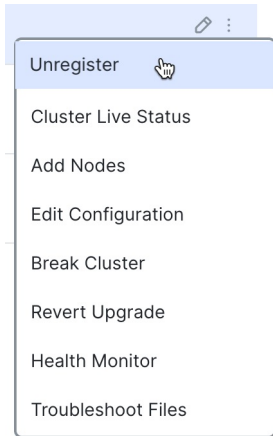 Unregister
Cluster Live Status
Add Nodes
Edit Configuration
Break Cluster
Revert Upgrade
Health Monitor
Troubleshoot Files